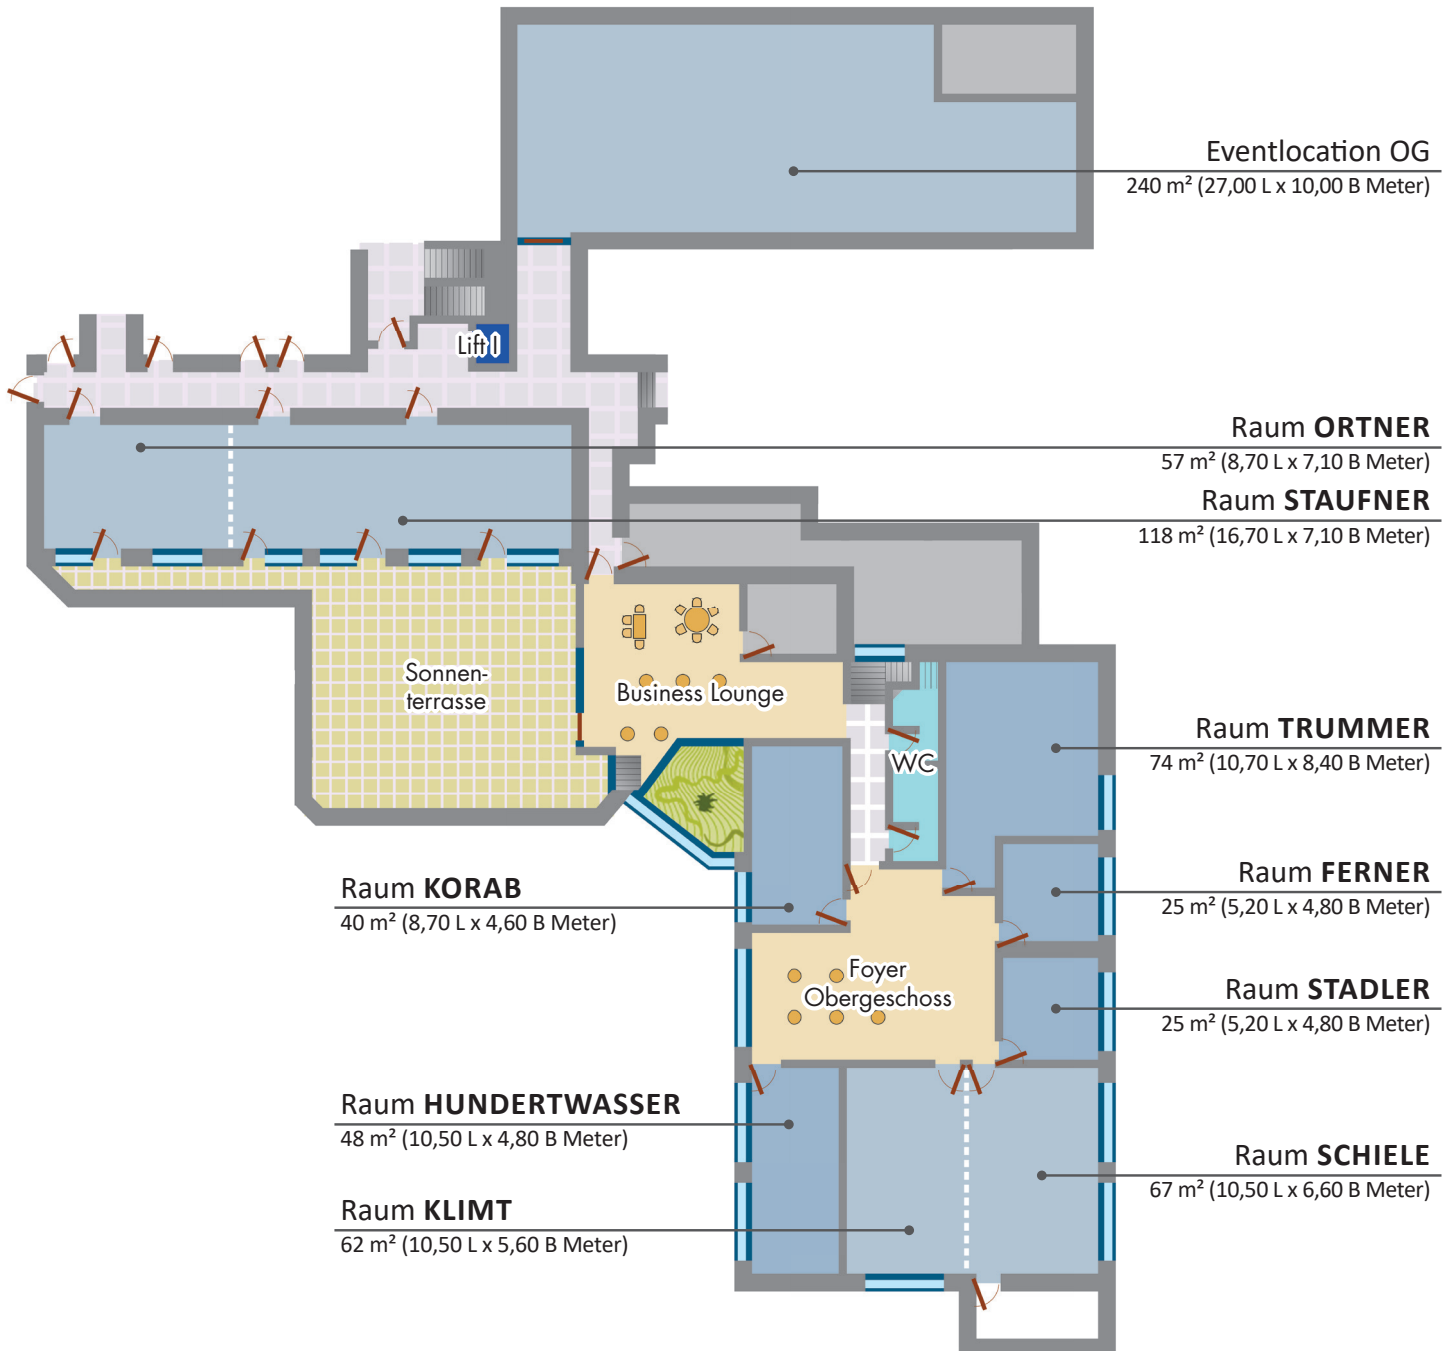 Eventlocation OG
240 m² (27,00 L x 10,00 B Meter)
Lift I
Raum ORTNER
57 m² (8,70 L x 7,10 B Meter)
Raum STAUFNER
118 m² (16,70 L x 7,10 B Meter)
Sonnen-
terrasse
Business Lounge
WC
Raum TRUMMER
74 m² (10,70 L x 8,40 B Meter)
Raum KORAB
40 m² (8,70 L x 4,60 B Meter)
Raum FERNER
25 m² (5,20 L x 4,80 B Meter)
Foyer
Obergeschoss
Raum STADLER
25 m² (5,20 L x 4,80 B Meter)
Raum HUNDERTWASSER
48 m² (10,50 L x 4,80 B Meter)
Raum SCHIELE
67 m² (10,50 L x 6,60 B Meter)
Raum KLIMT
62 m² (10,50 L x 5,60 B Meter)